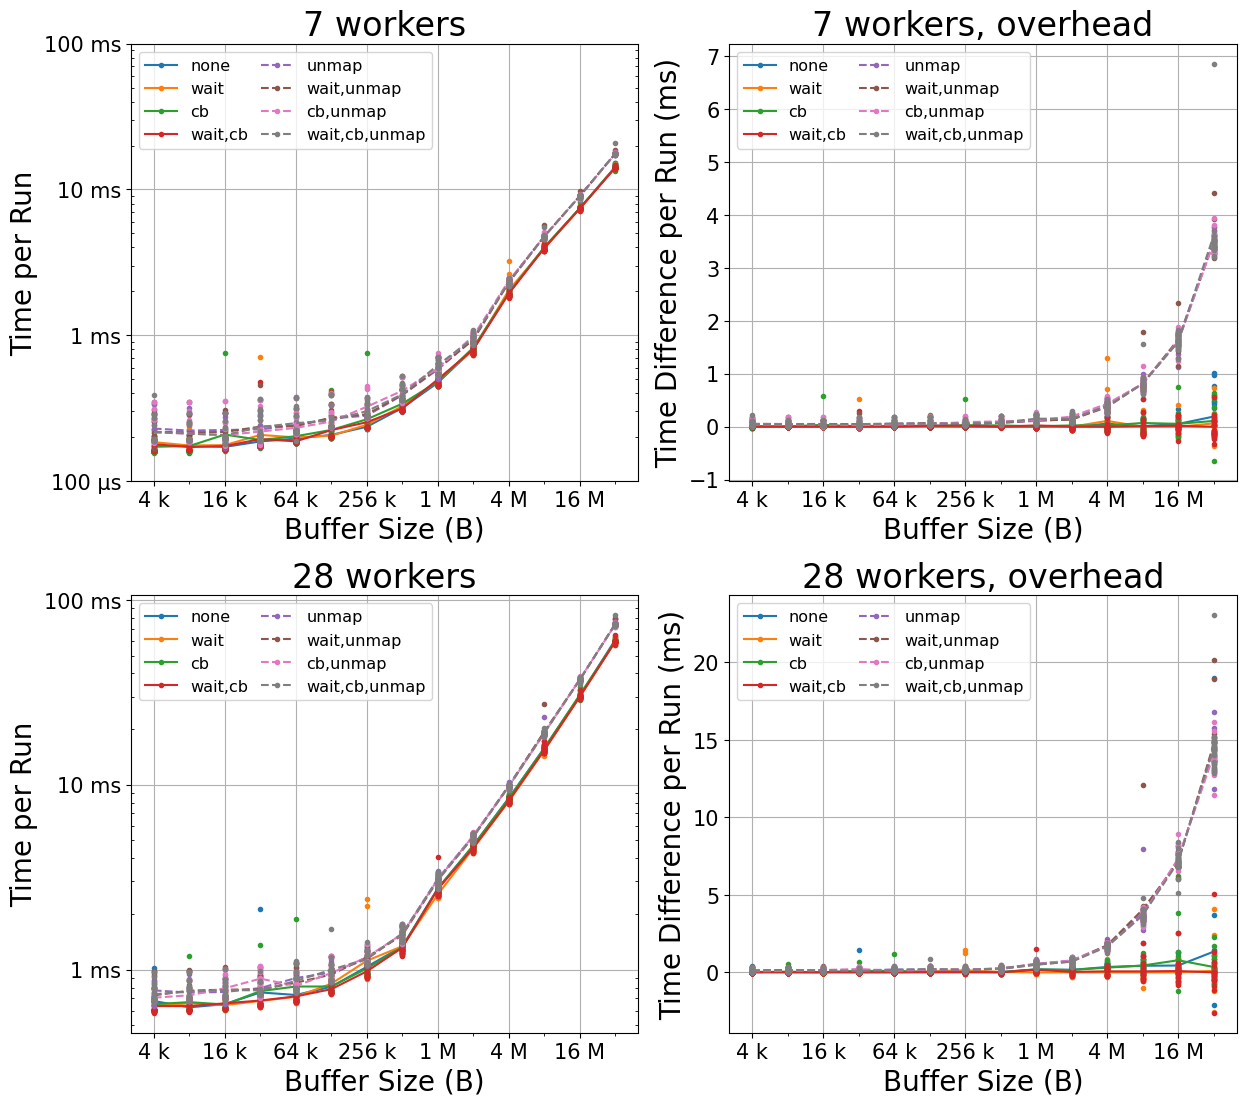 7 workers
100 ms
10 ms
1 ms
100 µs
Time per Run
none
wait
cb
wait,cb
unmap
wait,unmap
cb,unmap
wait,cb,unmap
4 k 16 k 64 k 256 k 1 M 4 M 16 M
Buffer Size (B)
7 workers, overhead
7
6
5
4
3
2
1
0
−1
Time Difference per Run (ms)
none
wait
cb
wait,cb
unmap
wait,unmap
cb,unmap
wait,cb,unmap
4 k 16 k 64 k 256 k 1 M 4 M 16 M
Buffer Size (B)
28 workers
100 ms
10 ms
1 ms
Time per Run
none
wait
cb
wait,cb
unmap
wait,unmap
cb,unmap
wait,cb,unmap
4 k 16 k 64 k 256 k 1 M 4 M 16 M
Buffer Size (B)
28 workers, overhead
20
15
10
5
0
Time Difference per Run (ms)
none
wait
cb
wait,cb
unmap
wait,unmap
cb,unmap
wait,cb,unmap
4 k 16 k 64 k 256 k 1 M 4 M 16 M
Buffer Size (B)